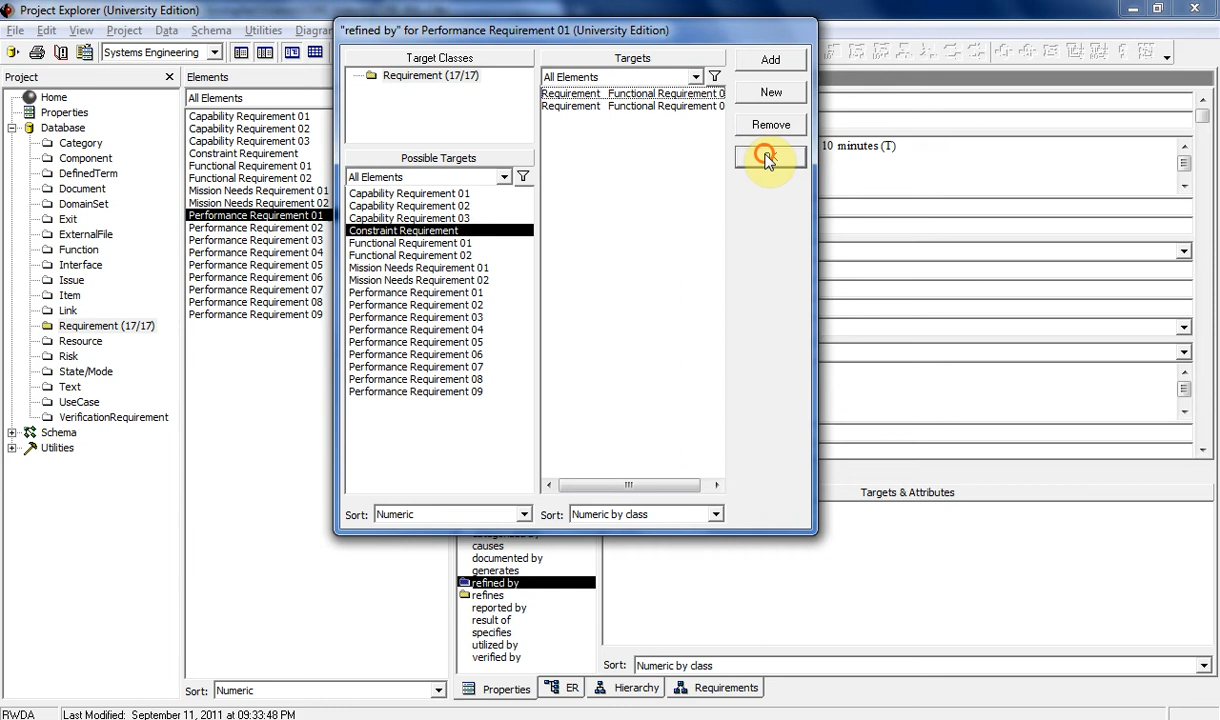 Project Explorer (University Edition)
File Edit View Project Data Schema Utilities Diagram
Systems Engineering
Project
Home
Properties
Database
Category
Component
DefinedTerm
Document
DomainSet
Exit
ExternalFile
Function
Interface
Issue
Item
Link
Requirement (17/17)
Resource
Risk
State/Mode
Text
UseCase
VerificationRequirement
Schema
Utilities
Elements
All Elements
Capability Requirement 01
Capability Requirement 02
Capability Requirement 03
Constraint Requirement
Functional Requirement 01
Functional Requirement 02
Mission Needs Requirement 01
Mission Needs Requirement 02
Performance Requirement 01
Performance Requirement 02
Performance Requirement 03
Performance Requirement 04
Performance Requirement 05
Performance Requirement 06
Performance Requirement 07
Performance Requirement 08
Performance Requirement 09
Sort: Numeric
"refined by" for Performance Requirement 01 (University Edition)
Target Classes
Requirement (17/17)
Possible Targets
All Elements
Capability Requirement 01
Capability Requirement 02
Capability Requirement 03
Constraint Requirement
Functional Requirement 01
Functional Requirement 02
Mission Needs Requirement 01
Mission Needs Requirement 02
Performance Requirement 01
Performance Requirement 02
Performance Requirement 03
Performance Requirement 04
Performance Requirement 05
Performance Requirement 06
Performance Requirement 07
Performance Requirement 08
Performance Requirement 09
Sort: Numeric
Targets
All Elements
Requirement Functional Requirement 0
Requirement Functional Requirement 0
Sort: Numeric by class
Add
New
Remove
10 minutes (T)
causes
documented by
generates
refined by
refines
reported by
result of
specifies
utilized by
verified by
Targets & Attributes
Sort: Numeric by class
Properties ER Hierarchy Requirements
RWDA Last Modified: September 11, 2011 at 09:33:48 PM